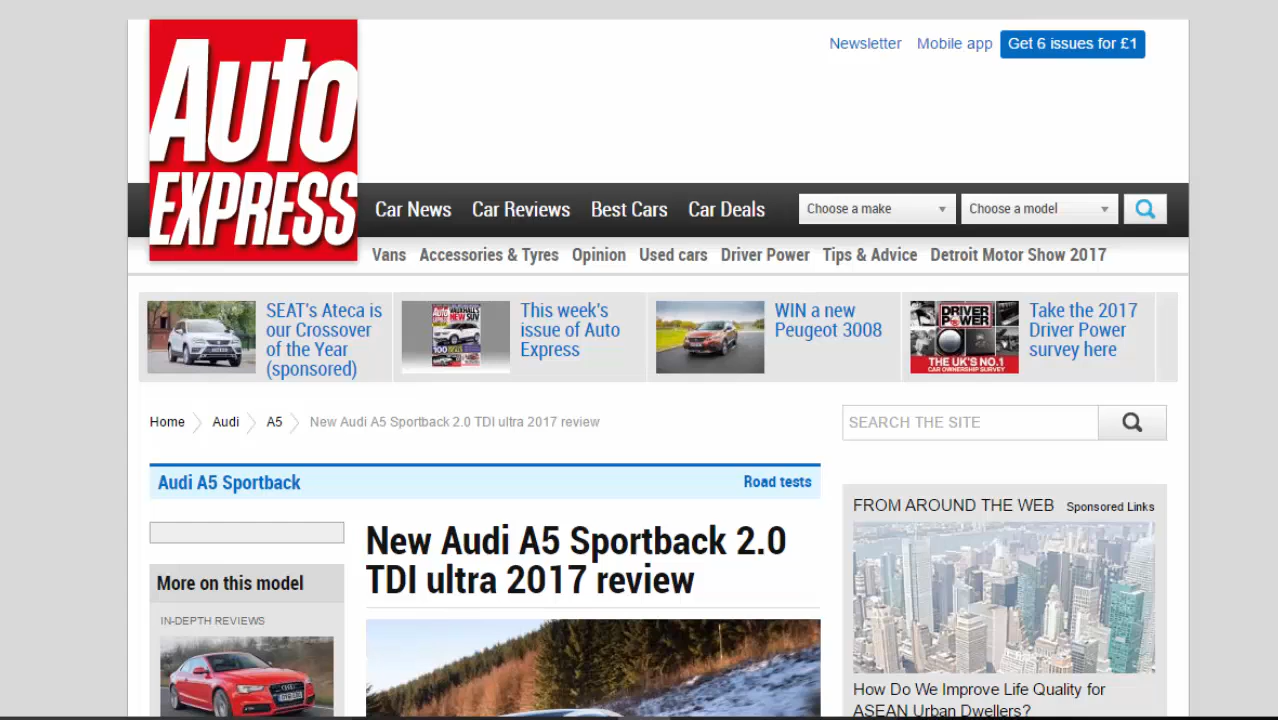 Auto
EXPRESS
Newsletter
Mobile app
Get 6 issues for £1
Car News
Car Reviews
Best Cars
Car Deals
Choose a make
Choose a model
Vans
Accessories & Tyres
Opinion
Used cars
Driver Power
Tips & Advice
Detroit Motor Show 2017
SEAT's Ateca is
our Crossover
of the Year
(sponsored)
This week's
issue of Auto
Express
WIN a new
Peugeot 3008
DRIVER
POWER
THE UK'S NO.1
CAR OWNERSHIP SURVEY
Take the 2017
Driver Power
survey here
Home
Audi
A5
New Audi A5 Sportback 2.0 TDI ultra 2017 review
SEARCH THE SITE
Audi A5 Sportback
Road tests
New Audi A5 Sportback 2.0
TDI ultra 2017 review
More on this model
IN-DEPTH REVIEWS
FROM AROUND THE WEB
Sponsored Links
How Do We Improve Life Quality for
ASEAN Urban Dwellers?